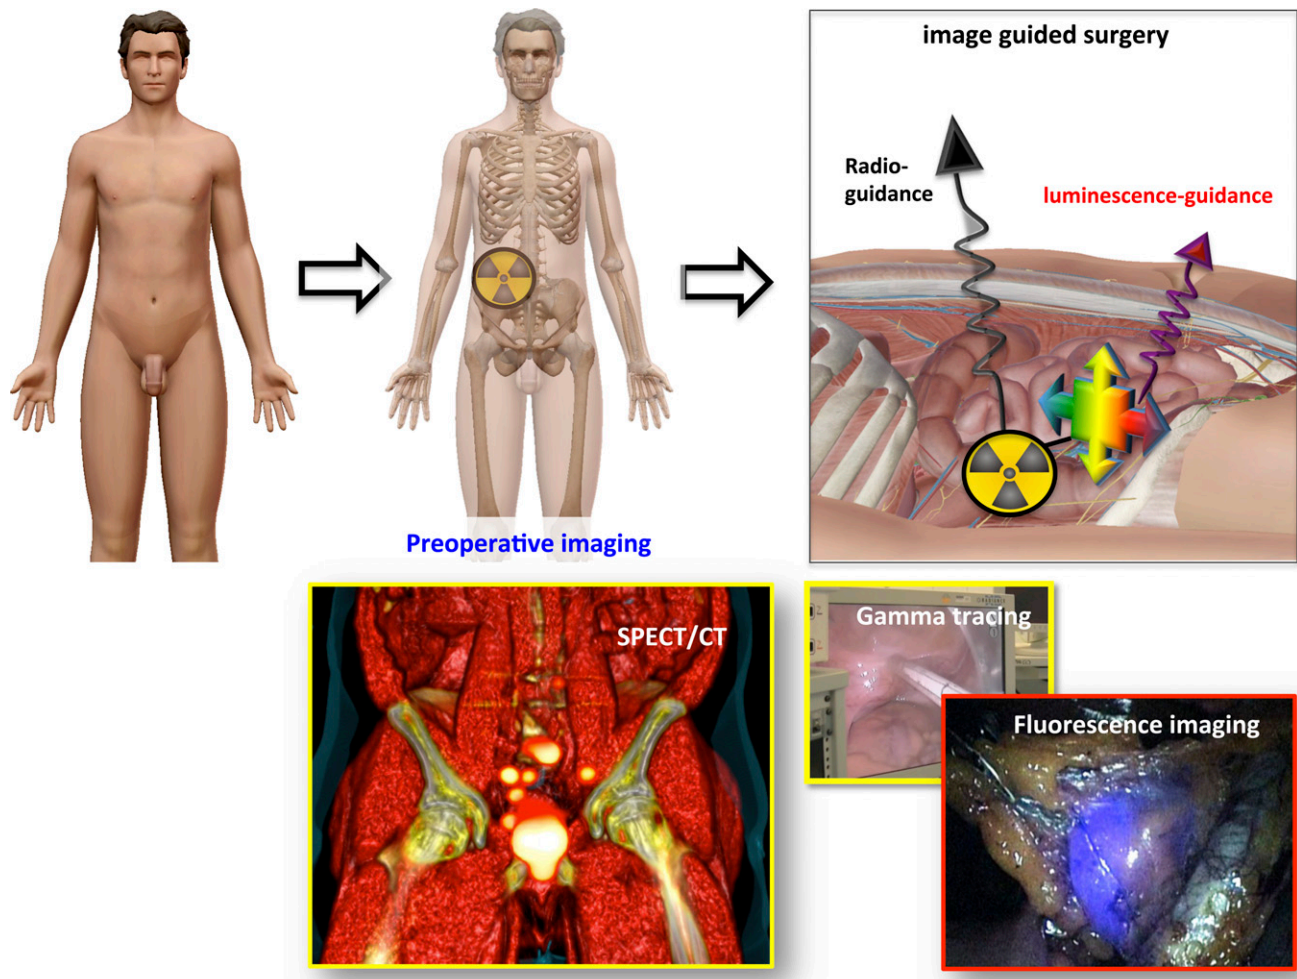 image guided surgery
Radio-
guidance
luminescence-guidance
Preoperative imaging
SPECT/CT
Gamma tracing
Fluorescence imaging